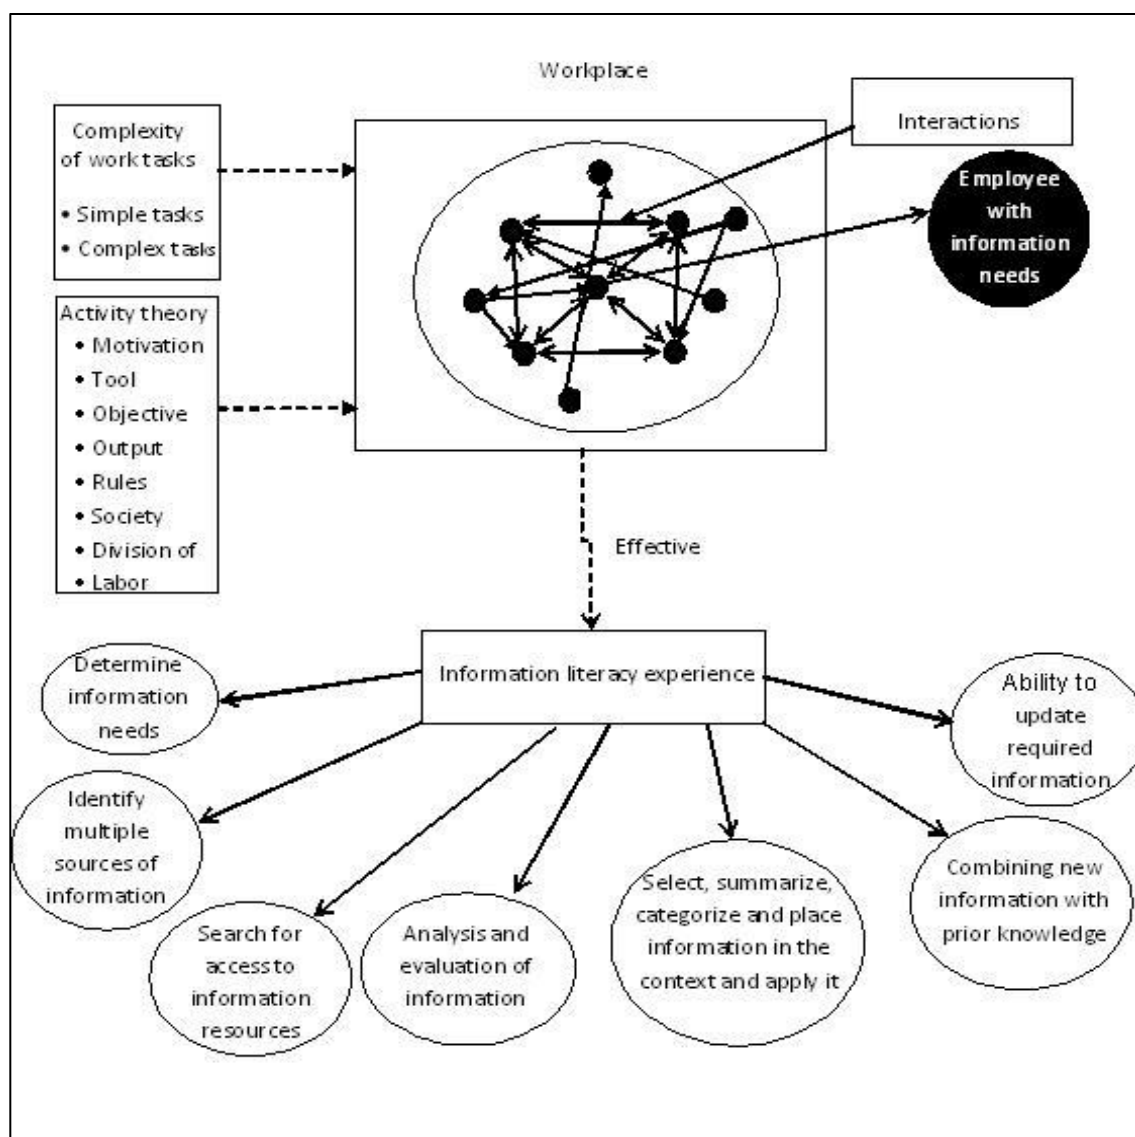 Workplace
Complexity
of work tasks
• Simple tasks
• Complex tasks
Interactions
Employee
with
information
needs
Activity theory
• Motivation
• Tool
• Objective
• Output
• Rules
• Society
• Division of
• Labor
Effective
Information literacy experience
Determine
information
needs
Identify
multiple
sources of
information
Search for
access to
information
resources
Analysis and
evaluation of
information
Select, summarize,
categorize and place
information in the
context and apply it
Combining new
information with
prior knowledge
Ability to
update
required
information